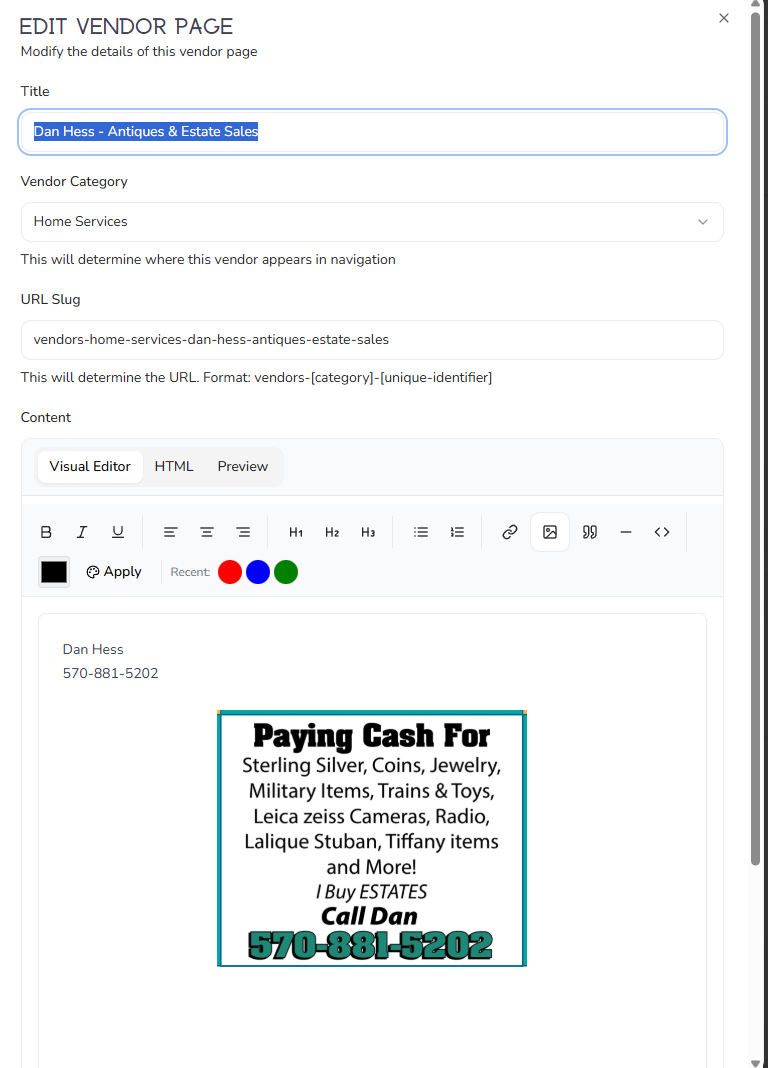 EDIT VENDOR PAGE
Modify the details of this vendor page
Title
Dan Hess - Antiques & Estate Sales
Vendor Category
Home Services
This will determine where this vendor appears in navigation
URL Slug
vendors-home-services-dan-hess-antiques-estate-sales
This will determine the URL. Format: vendors-[category]-[unique-identifier]
Content
Visual Editor HTML Preview
B I U H1 H2 H3
Apply Recent:
Dan Hess
570-881-5202
Paying Cash For
Sterling Silver, Coins, Jewelry,
Military Items, Trains & Toys,
Leica zeiss Cameras, Radio,
Lalique Stuban, Tiffany items
and More!
I Buy ESTATES
Call Dan
570-881-5202